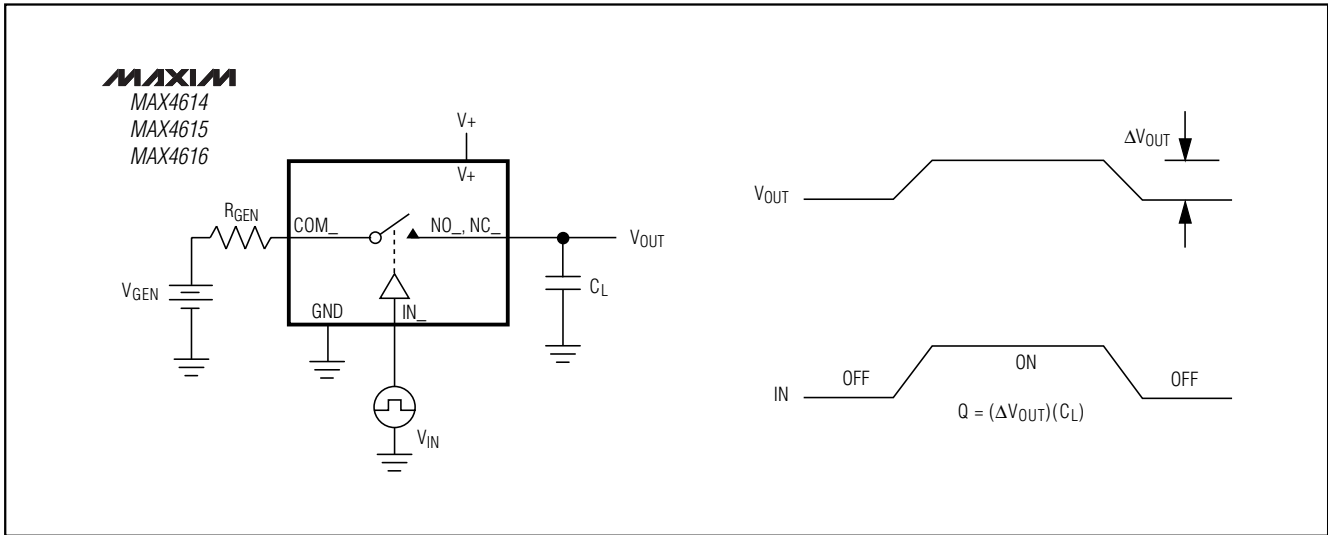 MAXIM
MAX4614
MAX4615
MAX4616
V+
V+
RGEN
COM_
NO_, NC_
VOUT
VGEN
CL
GND
IN_
VIN
ΔVOUT
VOUT
IN
OFF
ON
OFF
Q = (ΔVOUT)(CL)